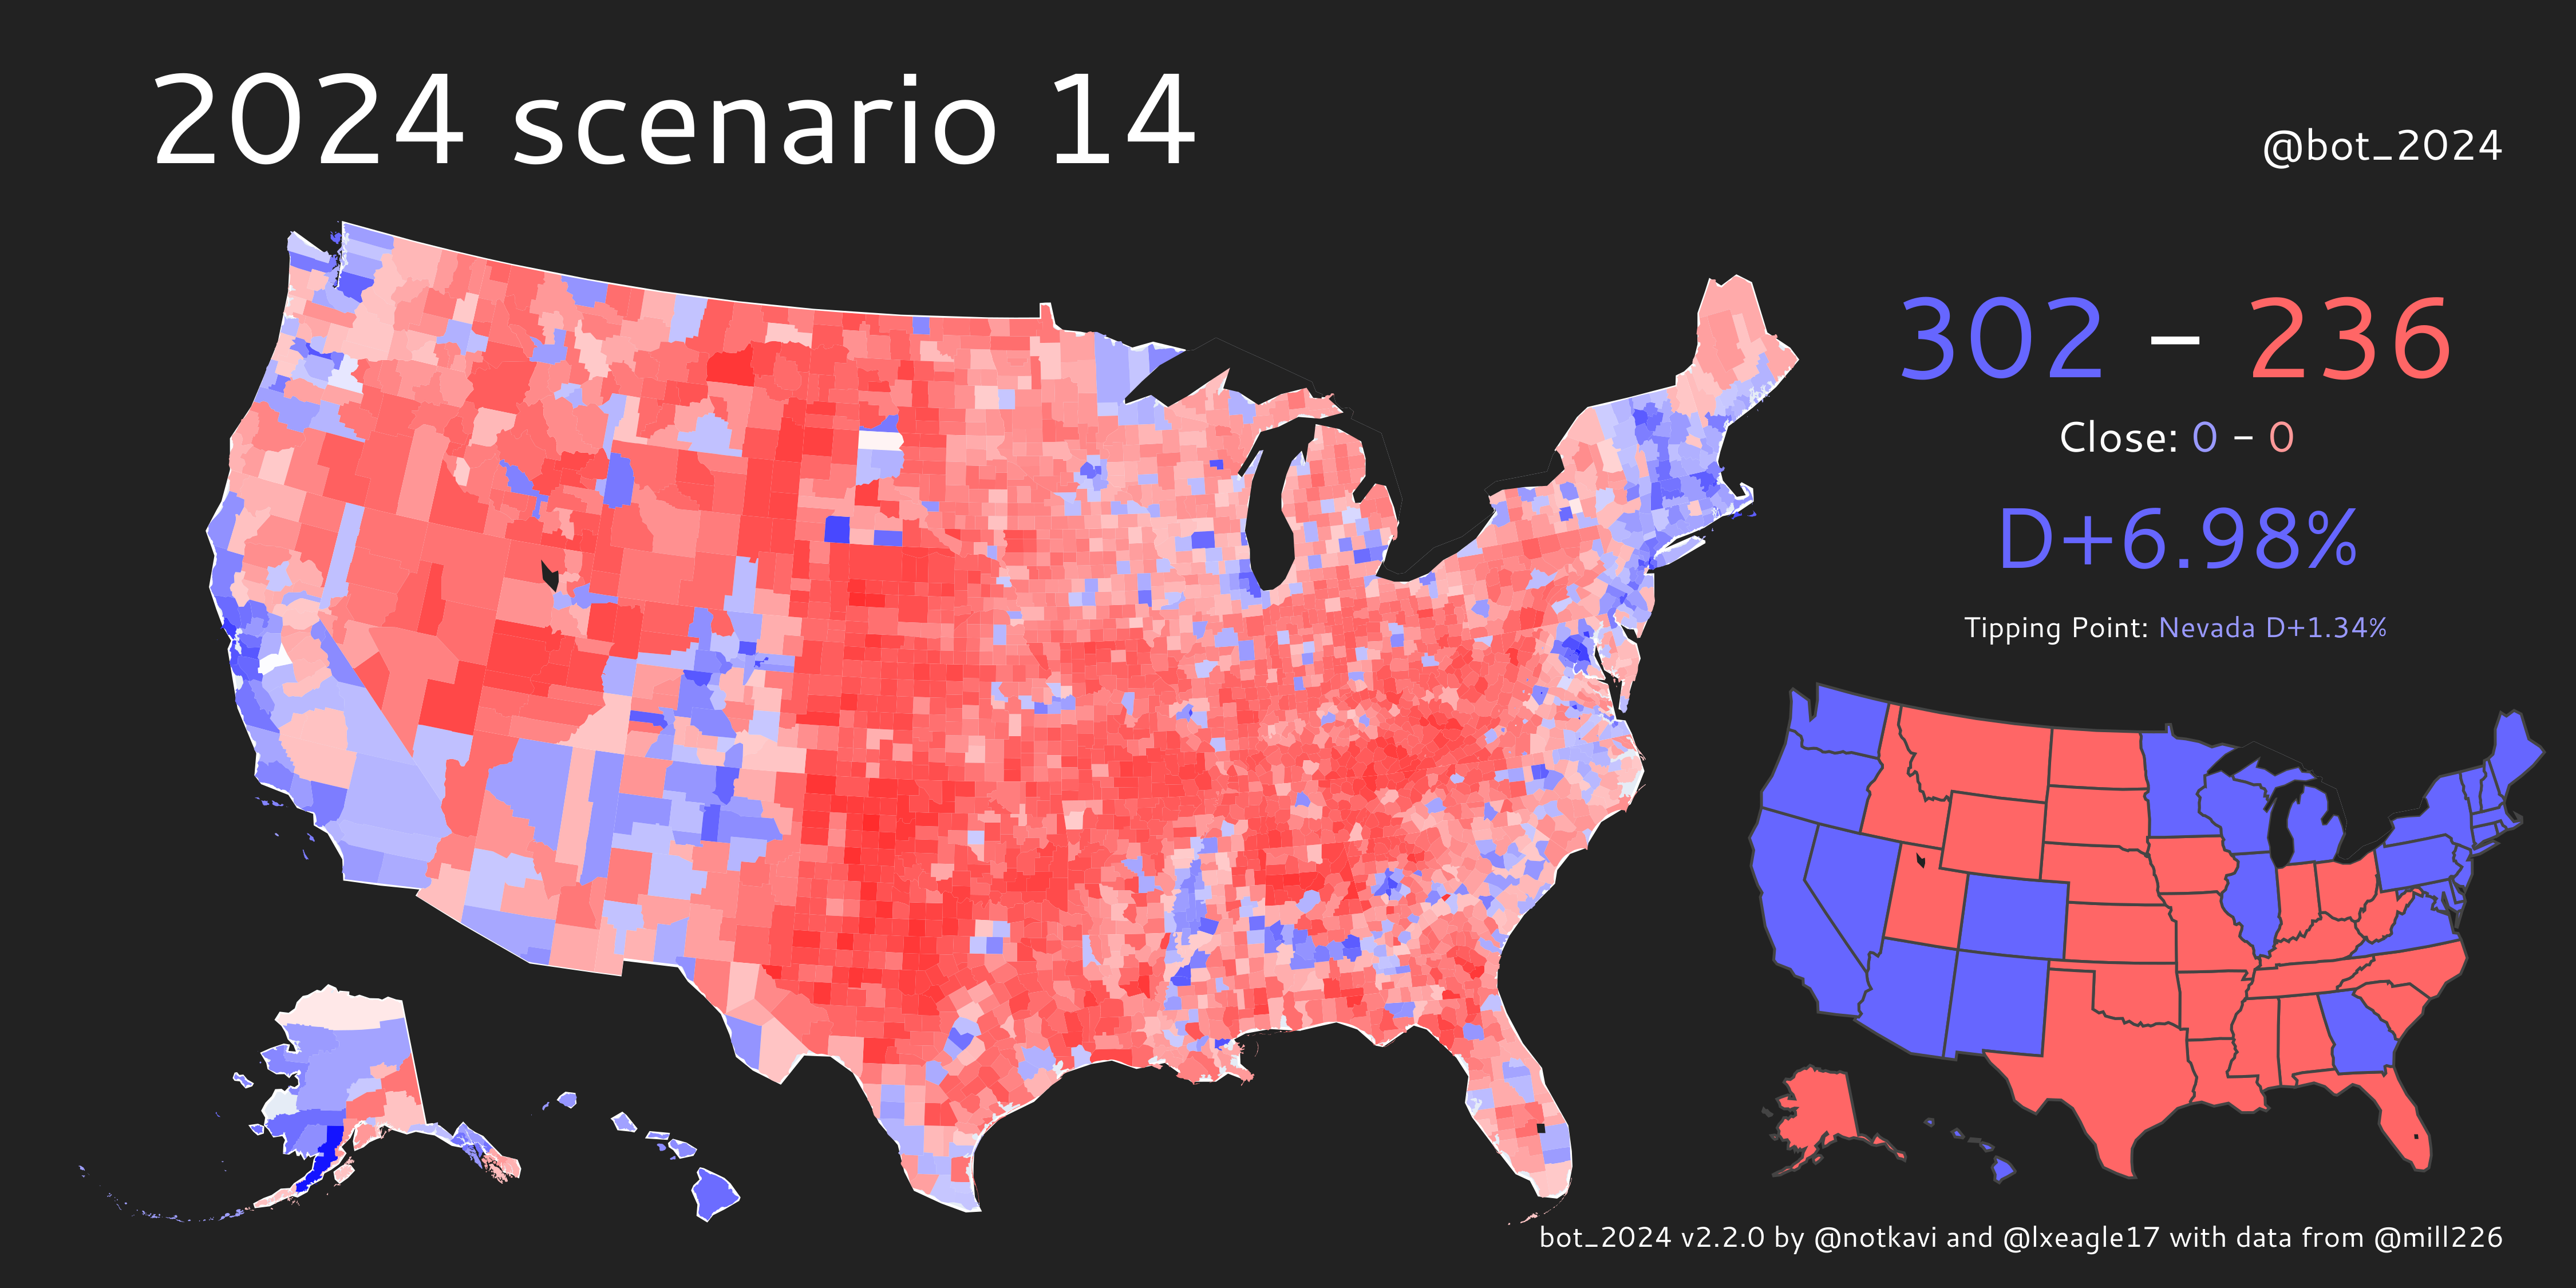 2024 scenario 14
@bot_2024
302 – 236
Close: 0 – 0
D+6.98%
Tipping Point: Nevada D+1.34%
bot_2024 v2.2.0 by @notkavi and @lxeagle17 with data from @mill226